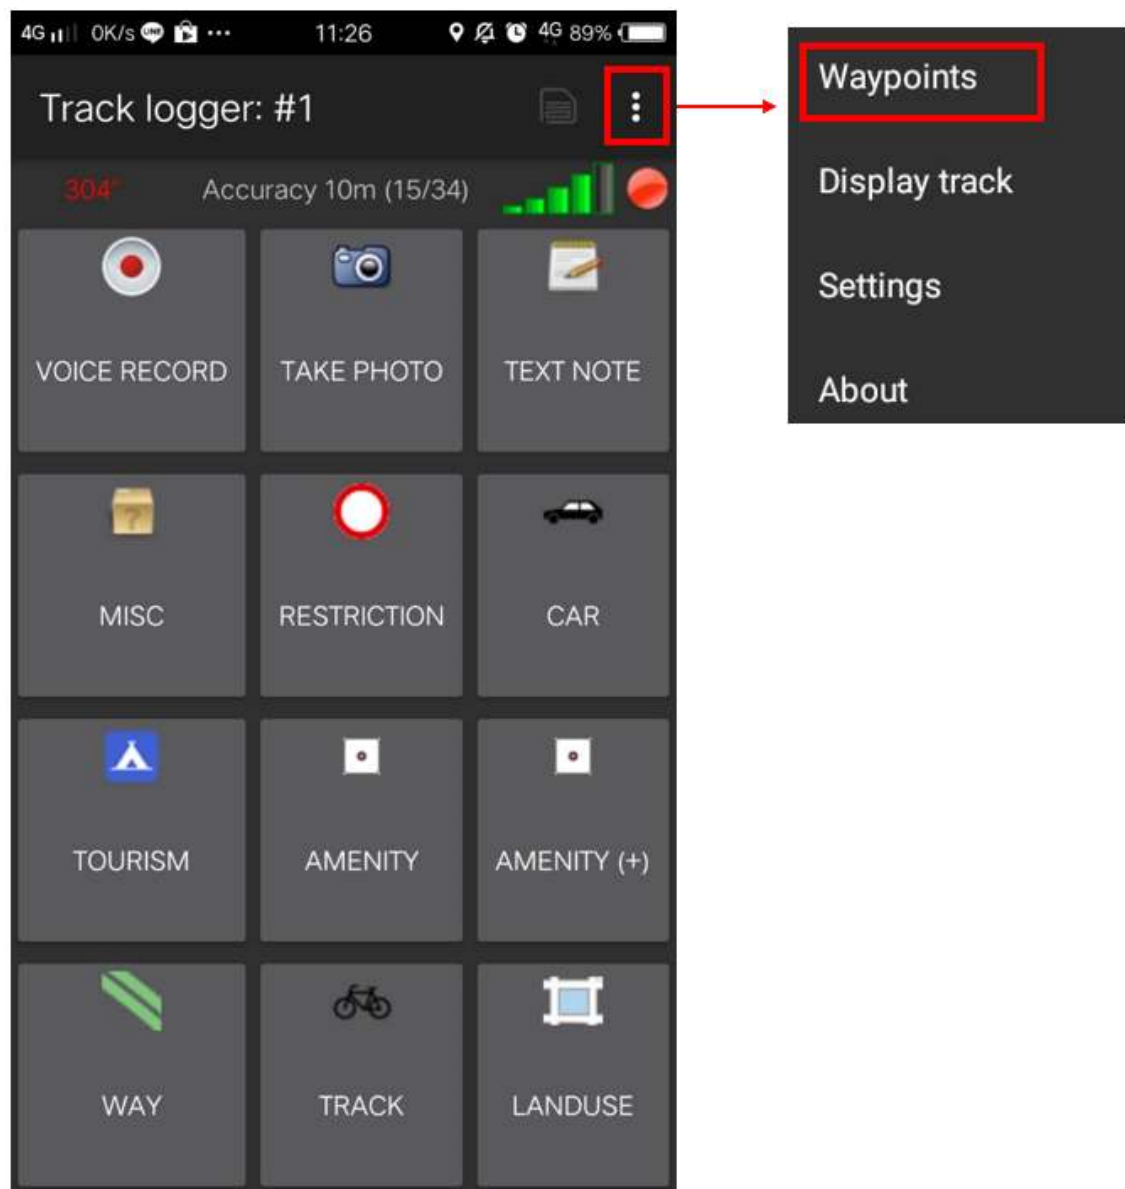 4G 0K/s LINE ... 11:26 4G 89%
Track logger: #1
304° Accuracy 10m (15/34)
VOICE RECORD TAKE PHOTO TEXT NOTE
?
MISC RESTRICTION CAR
TOURISM AMENITY AMENITY (+)
WAY TRACK LANDUSE
Waypoints
Display track
Settings
About